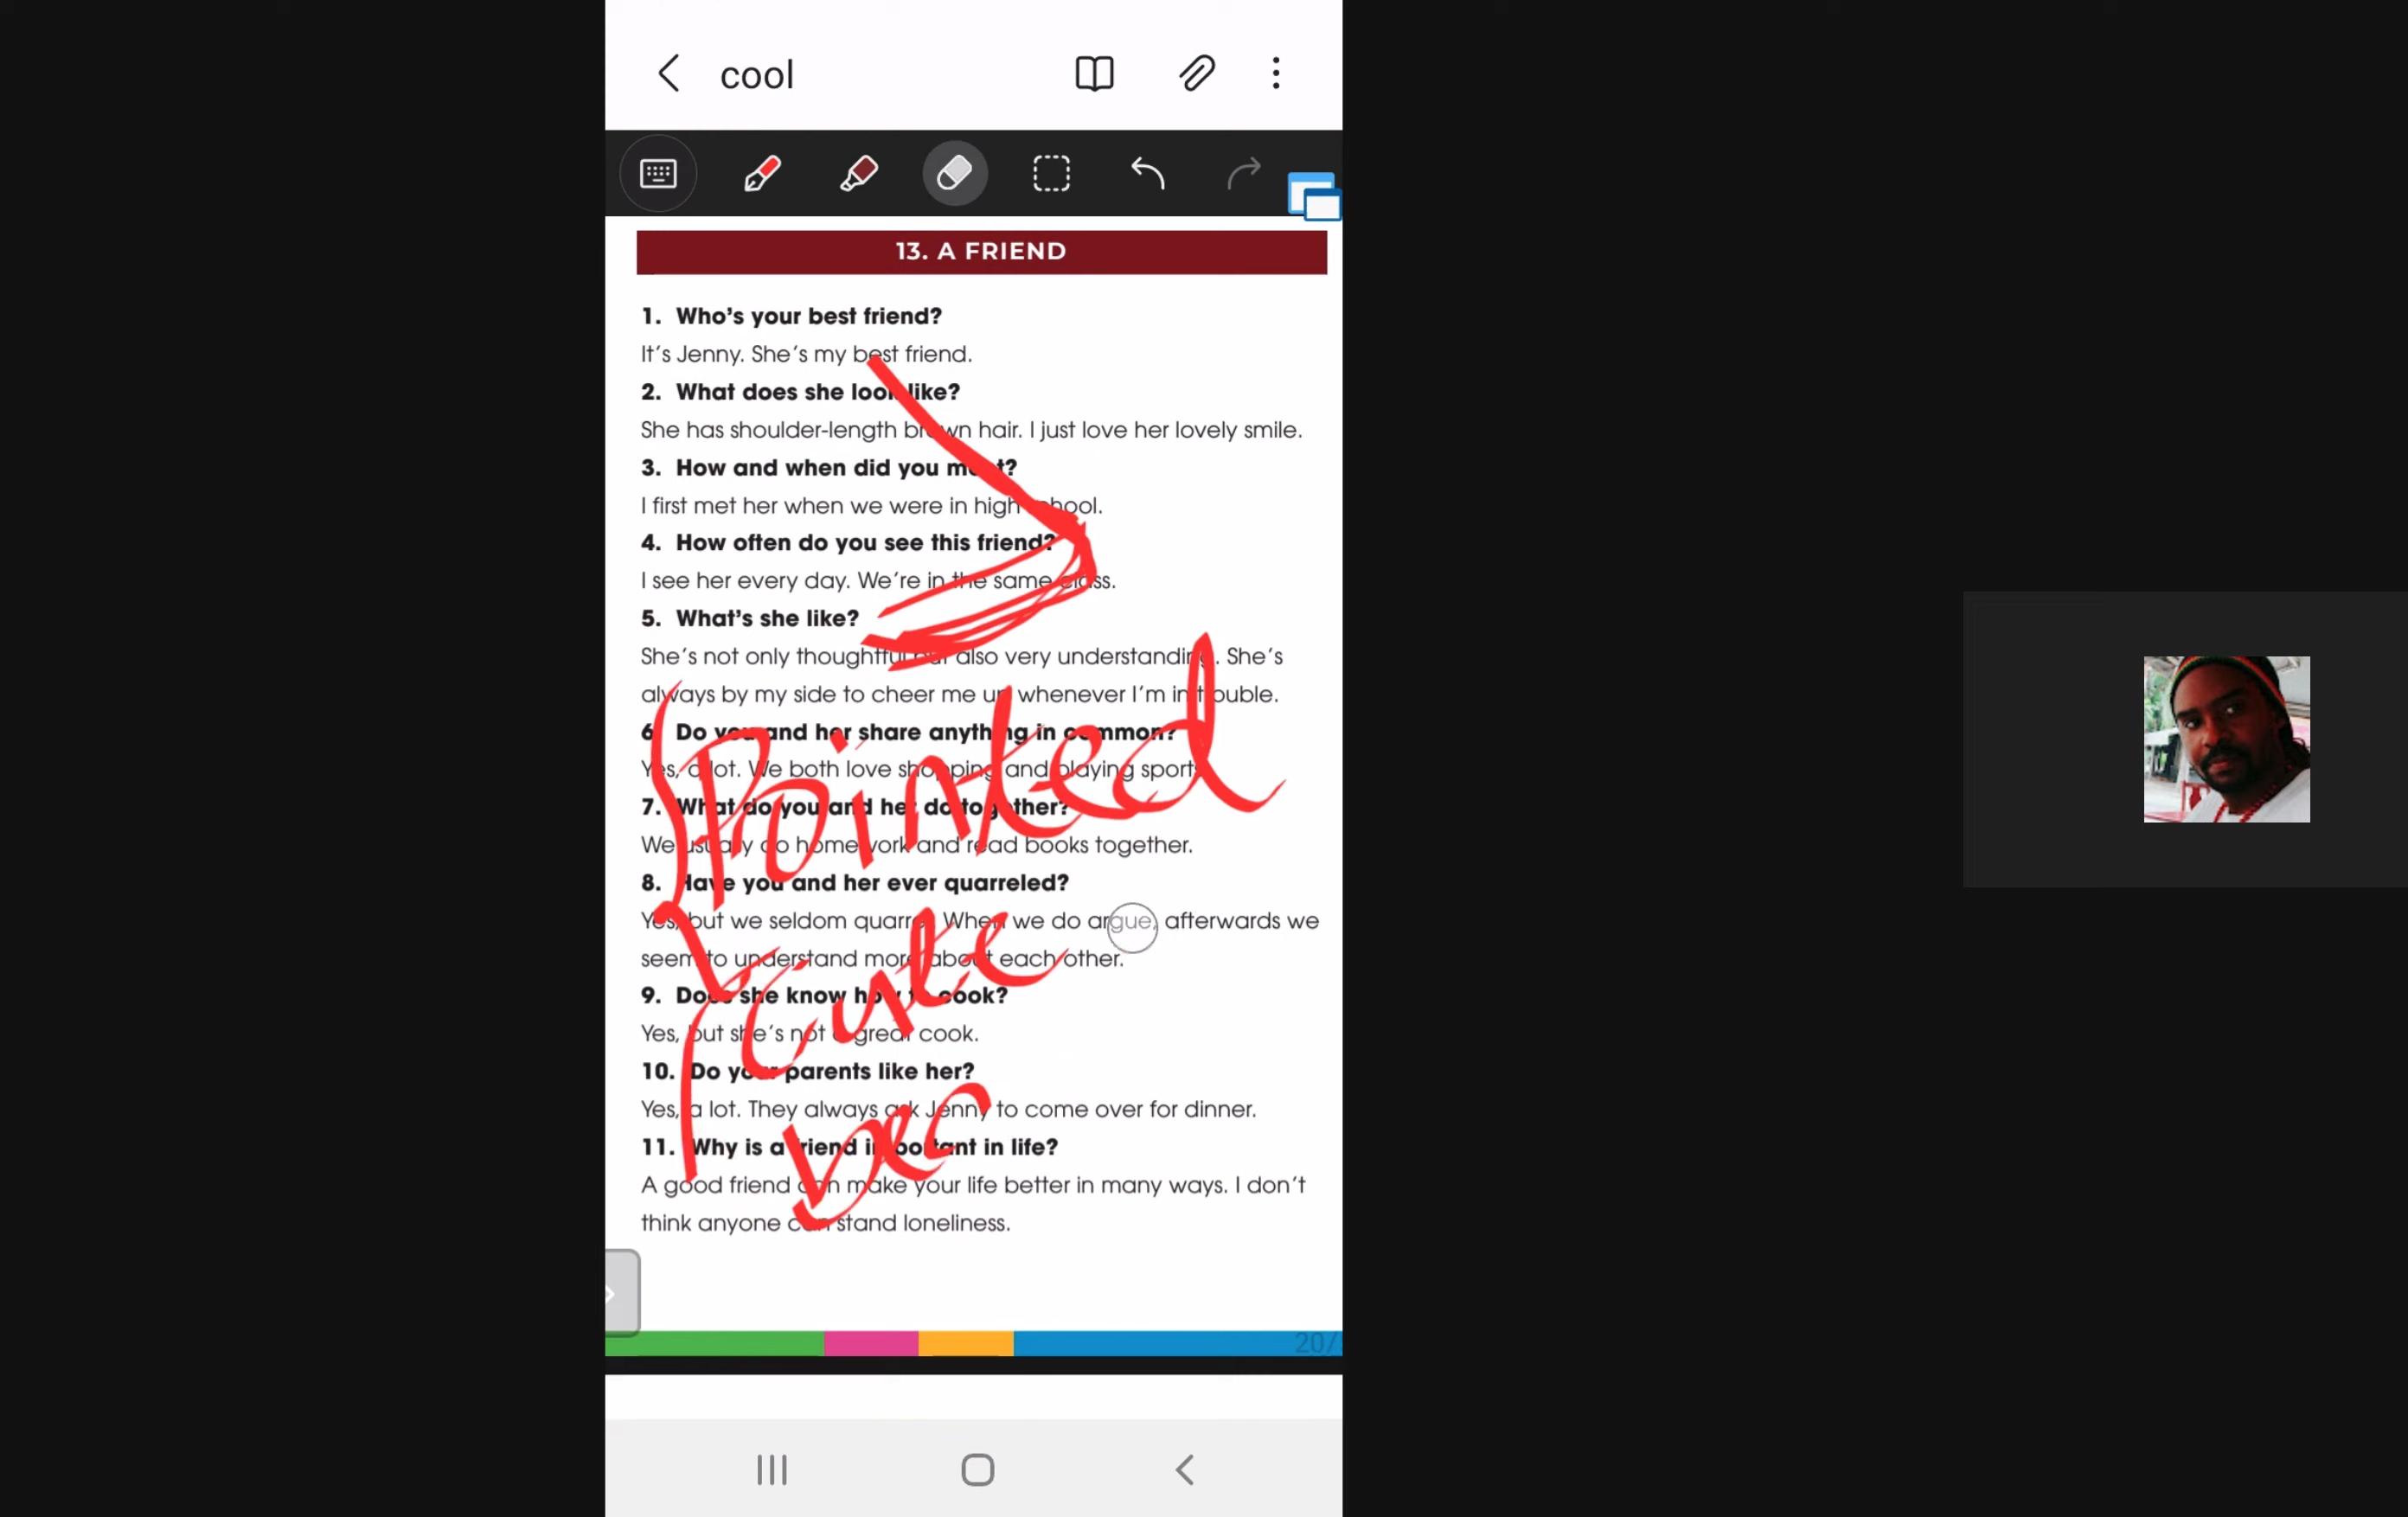 cool
13. A FRIEND
1. Who's your best friend?
It's Jenny. She's my best friend.
2. What does she look like?
She has shoulder-length brown hair. I just love her lovely smile.
3. How and when did you meet?
I first met her when we were in high school.
4. How often do you see this friend?
I see her every day. We're in the same class.
5. What's she like?
She's not only thoughtful but also very understanding. She's
always by my side to cheer me up whenever I'm in trouble.
6. Do you and her share anything in common?
Yes, a lot. We both love shopping and playing sports.
7. What do you and her do together?
We usually do homework and read books together.
8. Have you and her ever quarreled?
Yes, but we seldom quarrel. When we do argue, afterwards we
seem to understand more about each other.
9. Does she know how to cook?
Yes, but she's not a great cook.
10. Do your parents like her?
Yes, a lot. They always ask Jenny to come over for dinner.
11. Why is a friend important in life?
A good friend can make your life better in many ways. I don't
think anyone can stand loneliness.
Pointed
Cute
20/